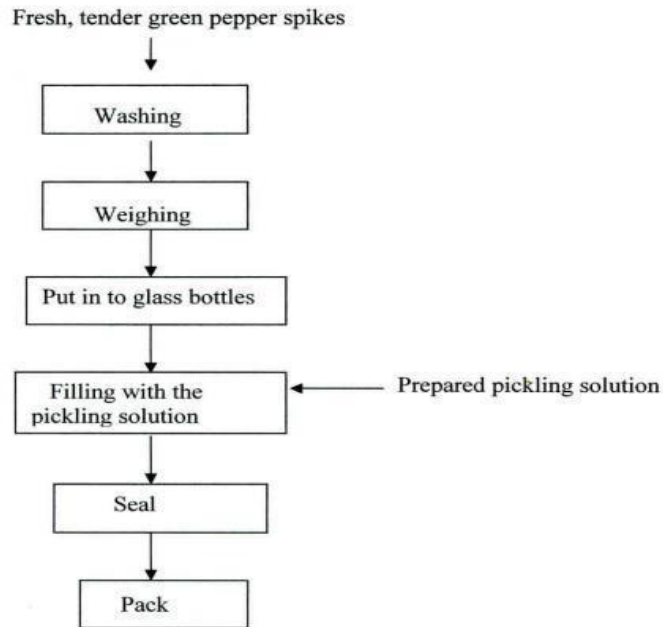 Fresh, tender green pepper spikes
Washing
Weighing
Put in to glass bottles
Filling with the
pickling solution
Prepared pickling solution
Seal
Pack